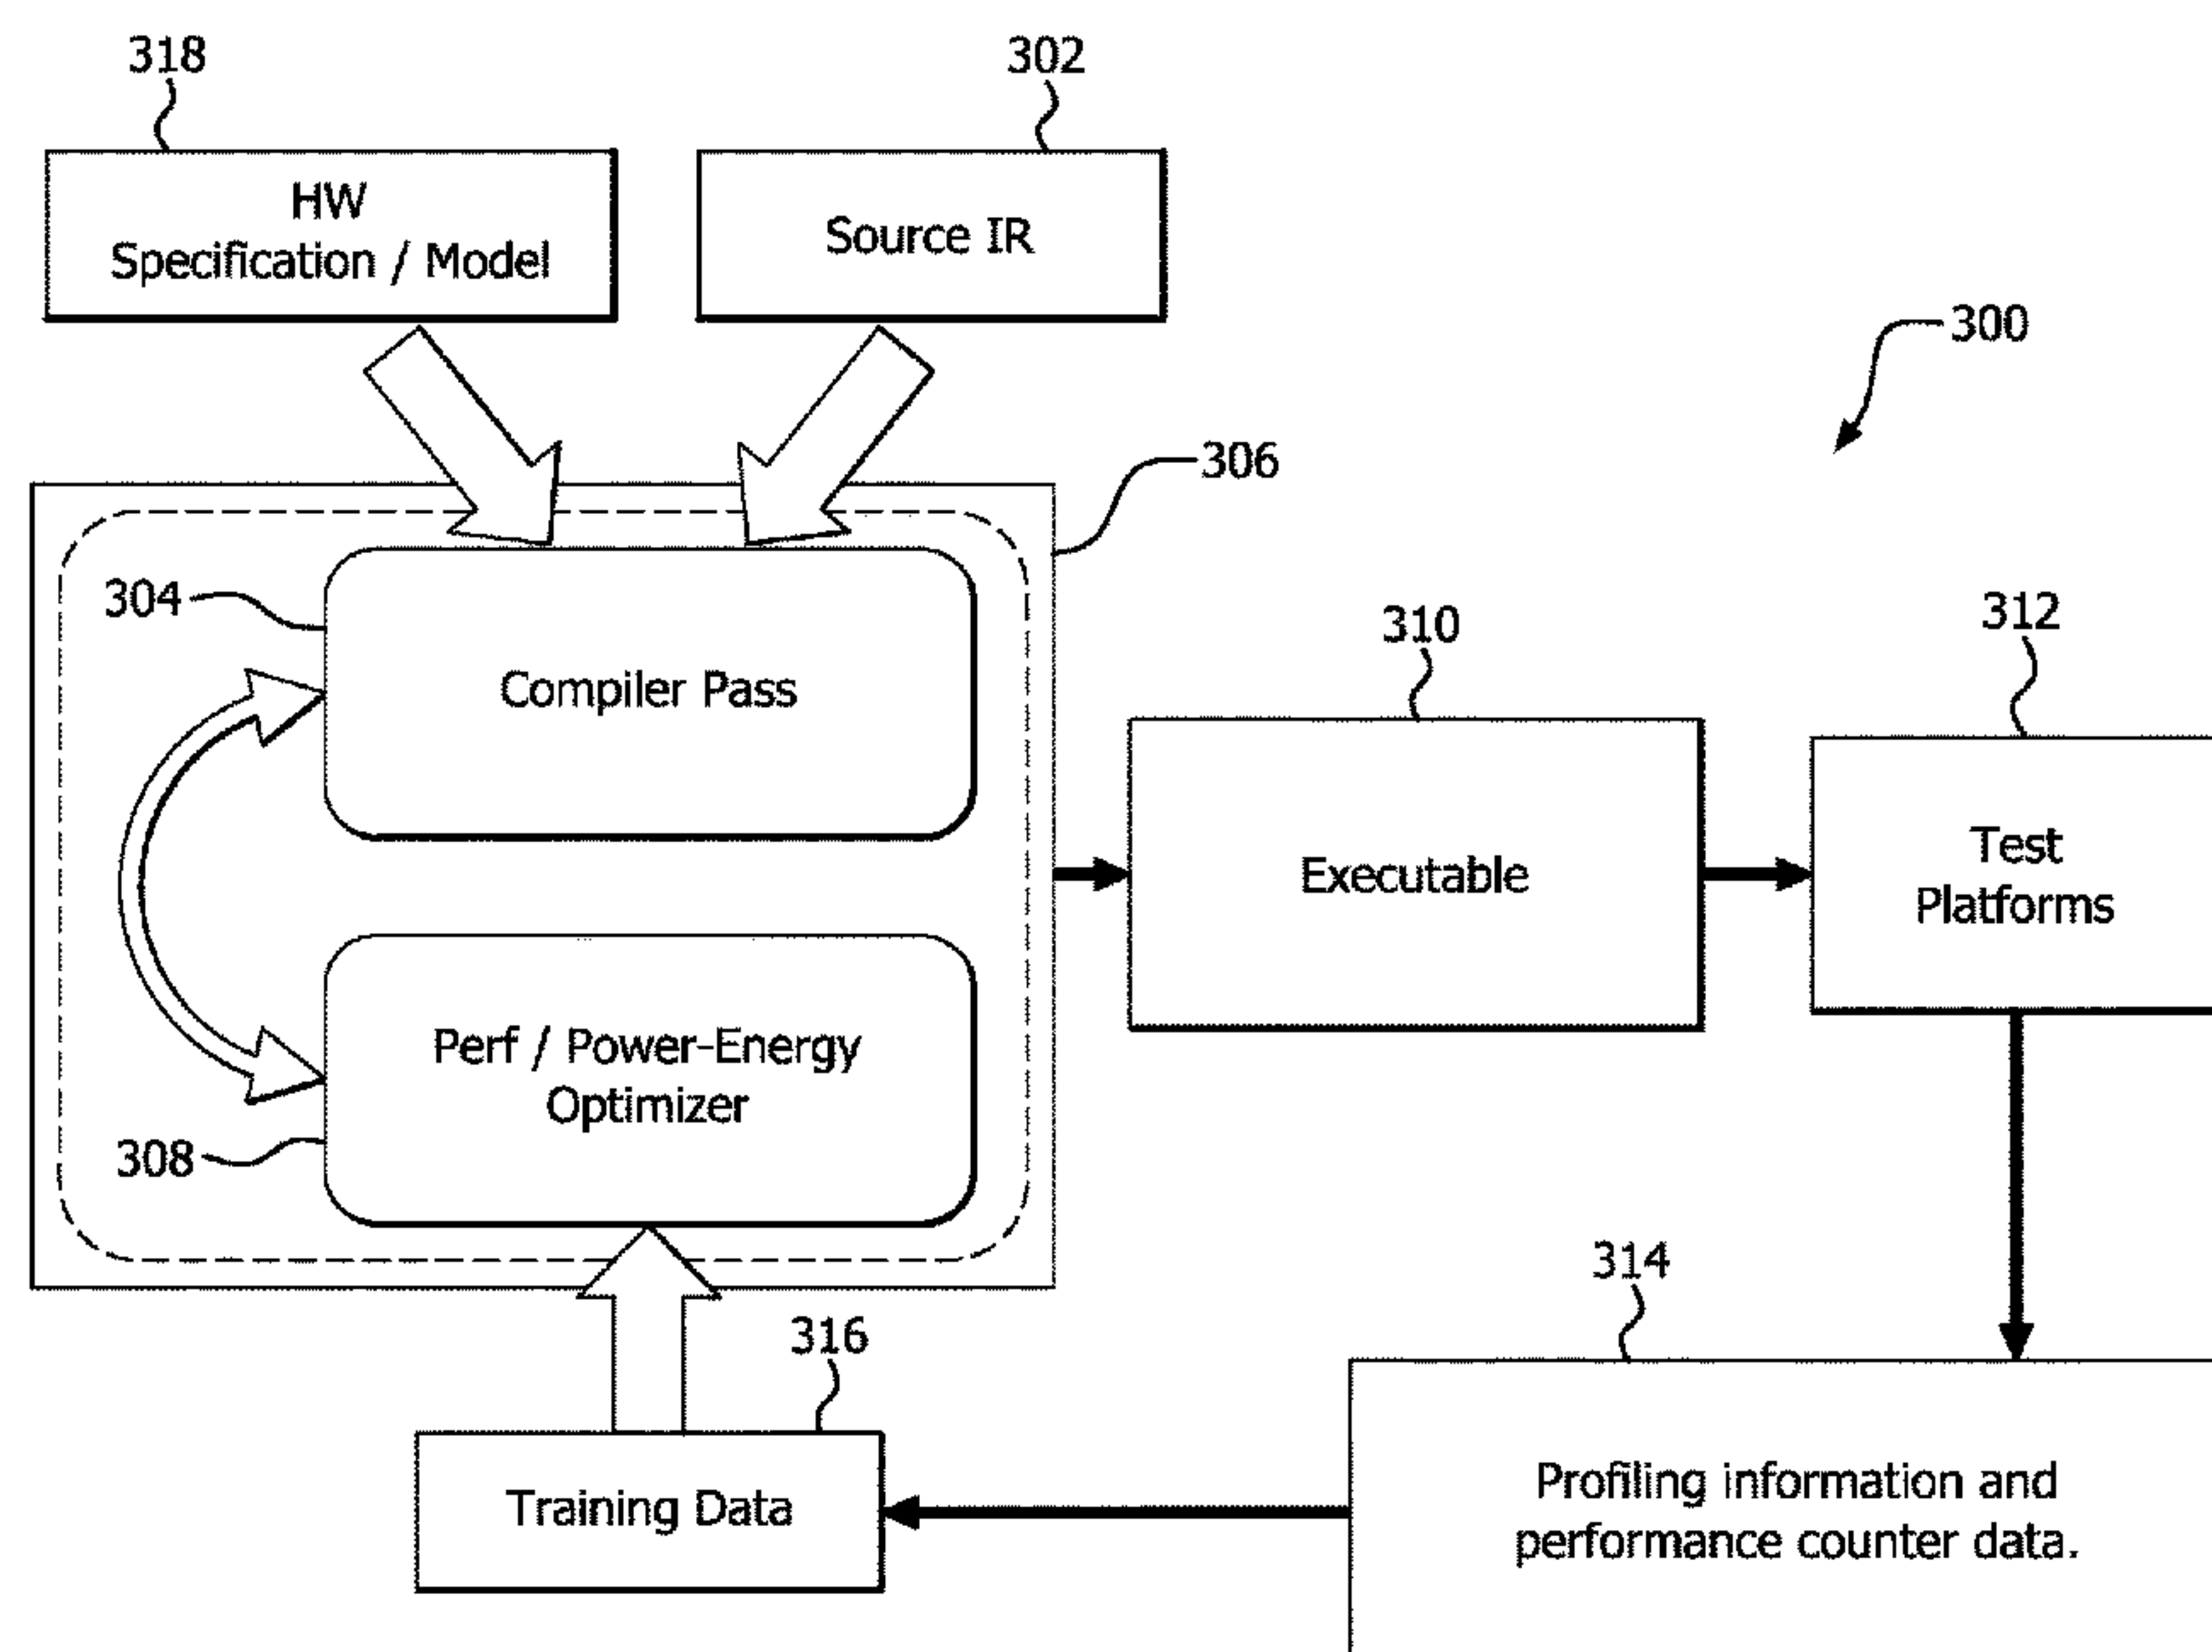 318
302
HW
Specification / Model
Source IR
300
306
304
Compiler Pass
310
312
Executable
Test
Platforms
Perf / Power-Energy
Optimizer
308
314
316
Training Data
Profiling information and
performance counter data.